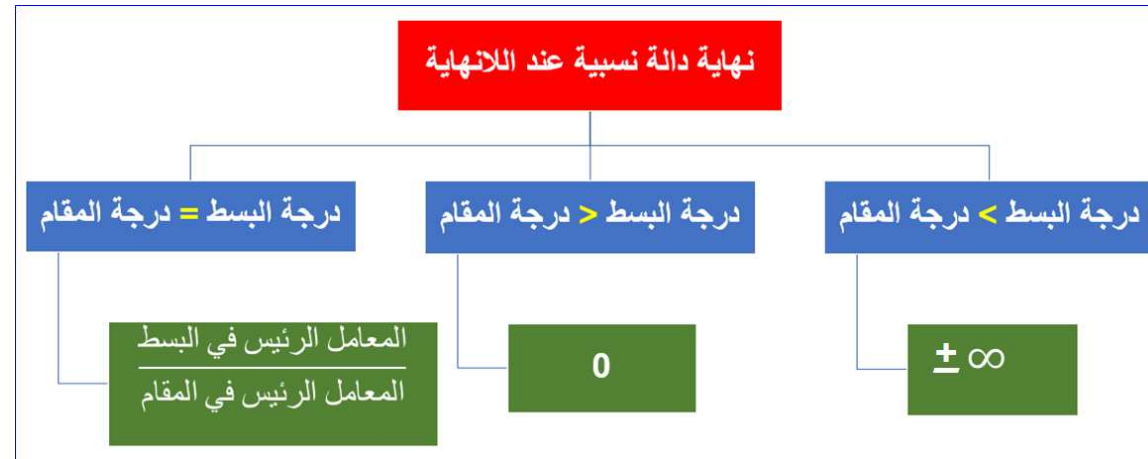 نهاية دالة نسبية عند اللانهاية
درجة البسط > درجة المقام
درجة البسط < درجة المقام
درجة البسط = درجة المقام
± ∞
0
المعامل الرئيس في البسط
المعامل الرئيس في المقام